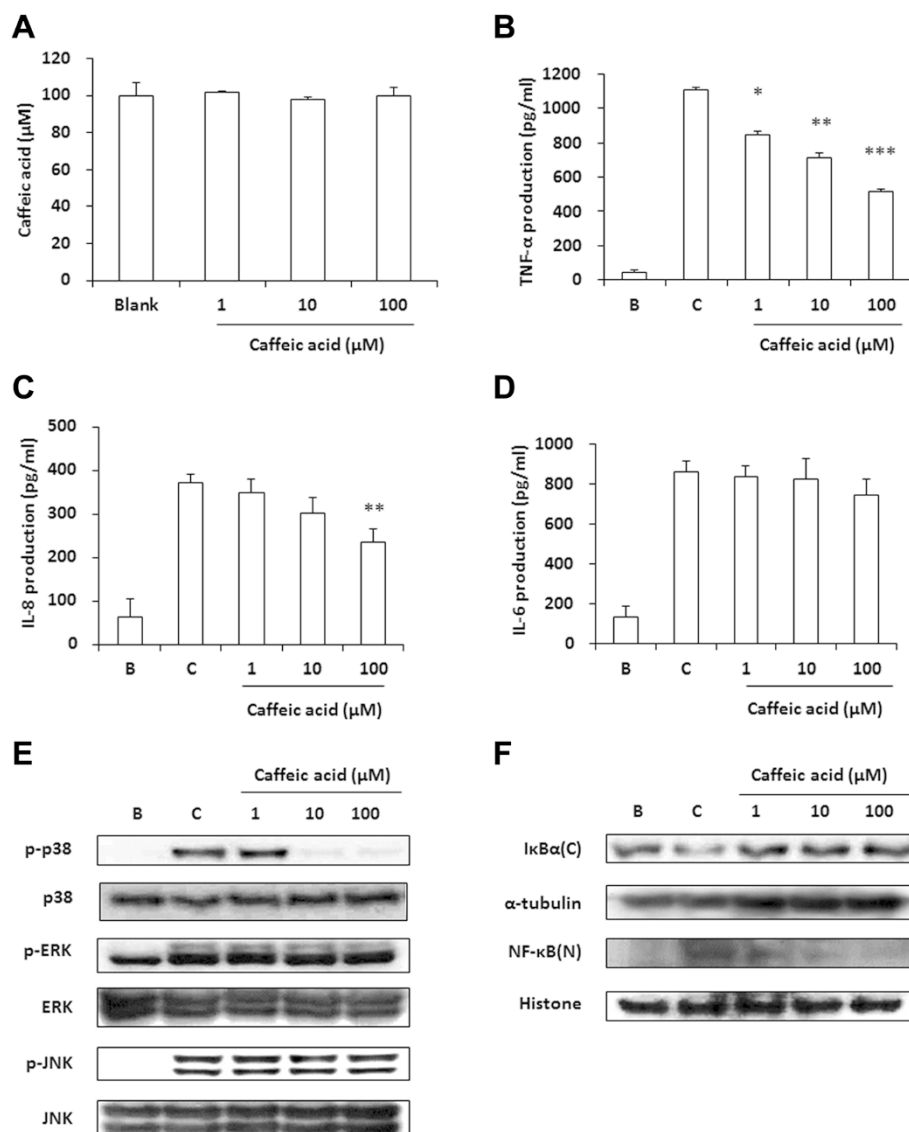 A
120
100
80
60
40
20
0
Caffeic acid (µM)
Blank 1 10 100
Caffeic acid (µM)
B
1200
1000
800
600
400
200
0
TNF-α production (pg/ml)
* ** ***
B C 1 10 100
Caffeic acid (µM)
C
500
400
300
200
100
0
IL-8 production (pg/ml)
**
B C 1 10 100
Caffeic acid (µM)
D
1000
800
600
400
200
0
IL-6 production (pg/ml)
B C 1 10 100
Caffeic acid (µM)
E
Caffeic acid (µM)
B C 1 10 100
p-p38
p38
p-ERK
ERK
p-JNK
JNK
F
Caffeic acid (µM)
B C 1 10 100
IκBα(C)
α-tubulin
NF-κB(N)
Histone